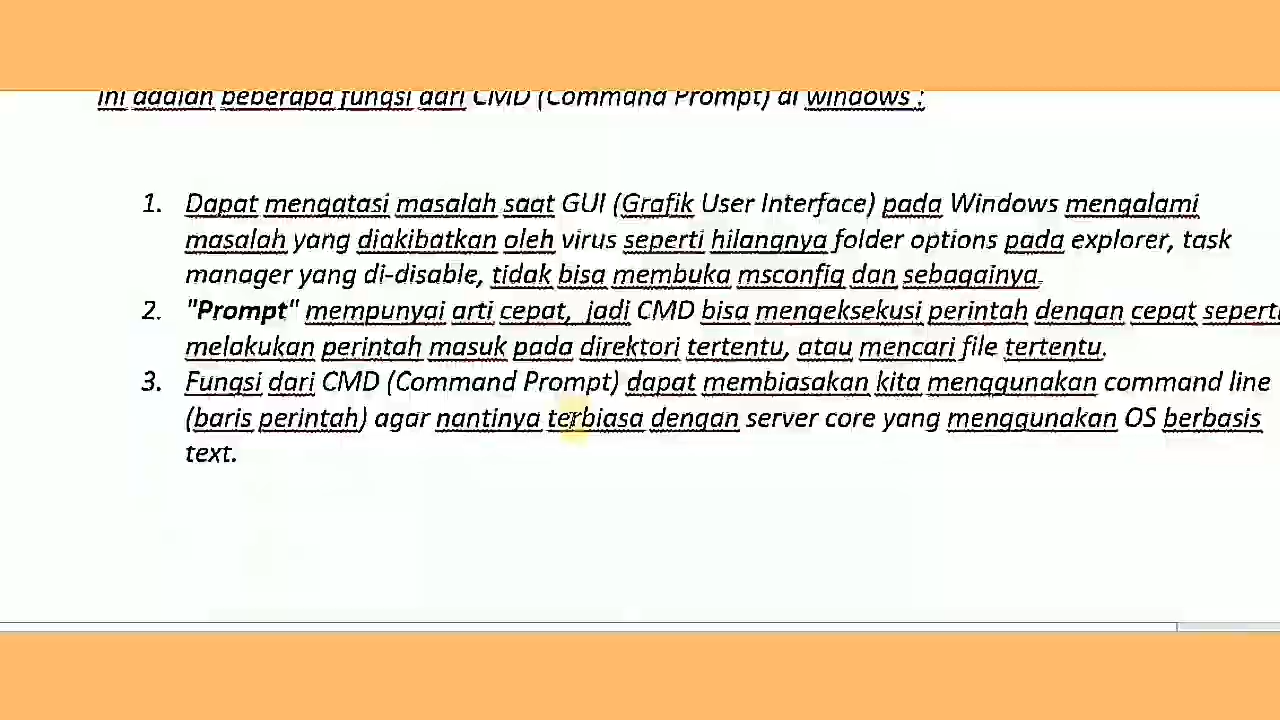 Ini adalah beberapa fungsi dari CMD (Command Prompt) di windows :
1. Dapat mengatasi masalah saat GUI (Grafik User Interface) pada Windows mengalami
masalah yang diakibatkan oleh virus seperti hilangnya folder options pada explorer, task
manager yang di-disable, tidak bisa membuka msconfig dan sebagainya.
2. "Prompt" mempunyai arti cepat, jadi CMD bisa mengeksekusi perintah dengan cepat seperti
melakukan perintah masuk pada direktori tertentu, atau mencari file tertentu.
3. Fungsi dari CMD (Command Prompt) dapat membiasakan kita menggunakan command line
(baris perintah) agar nantinya terbiasa dengan server core yang menggunakan OS berbasis
text.